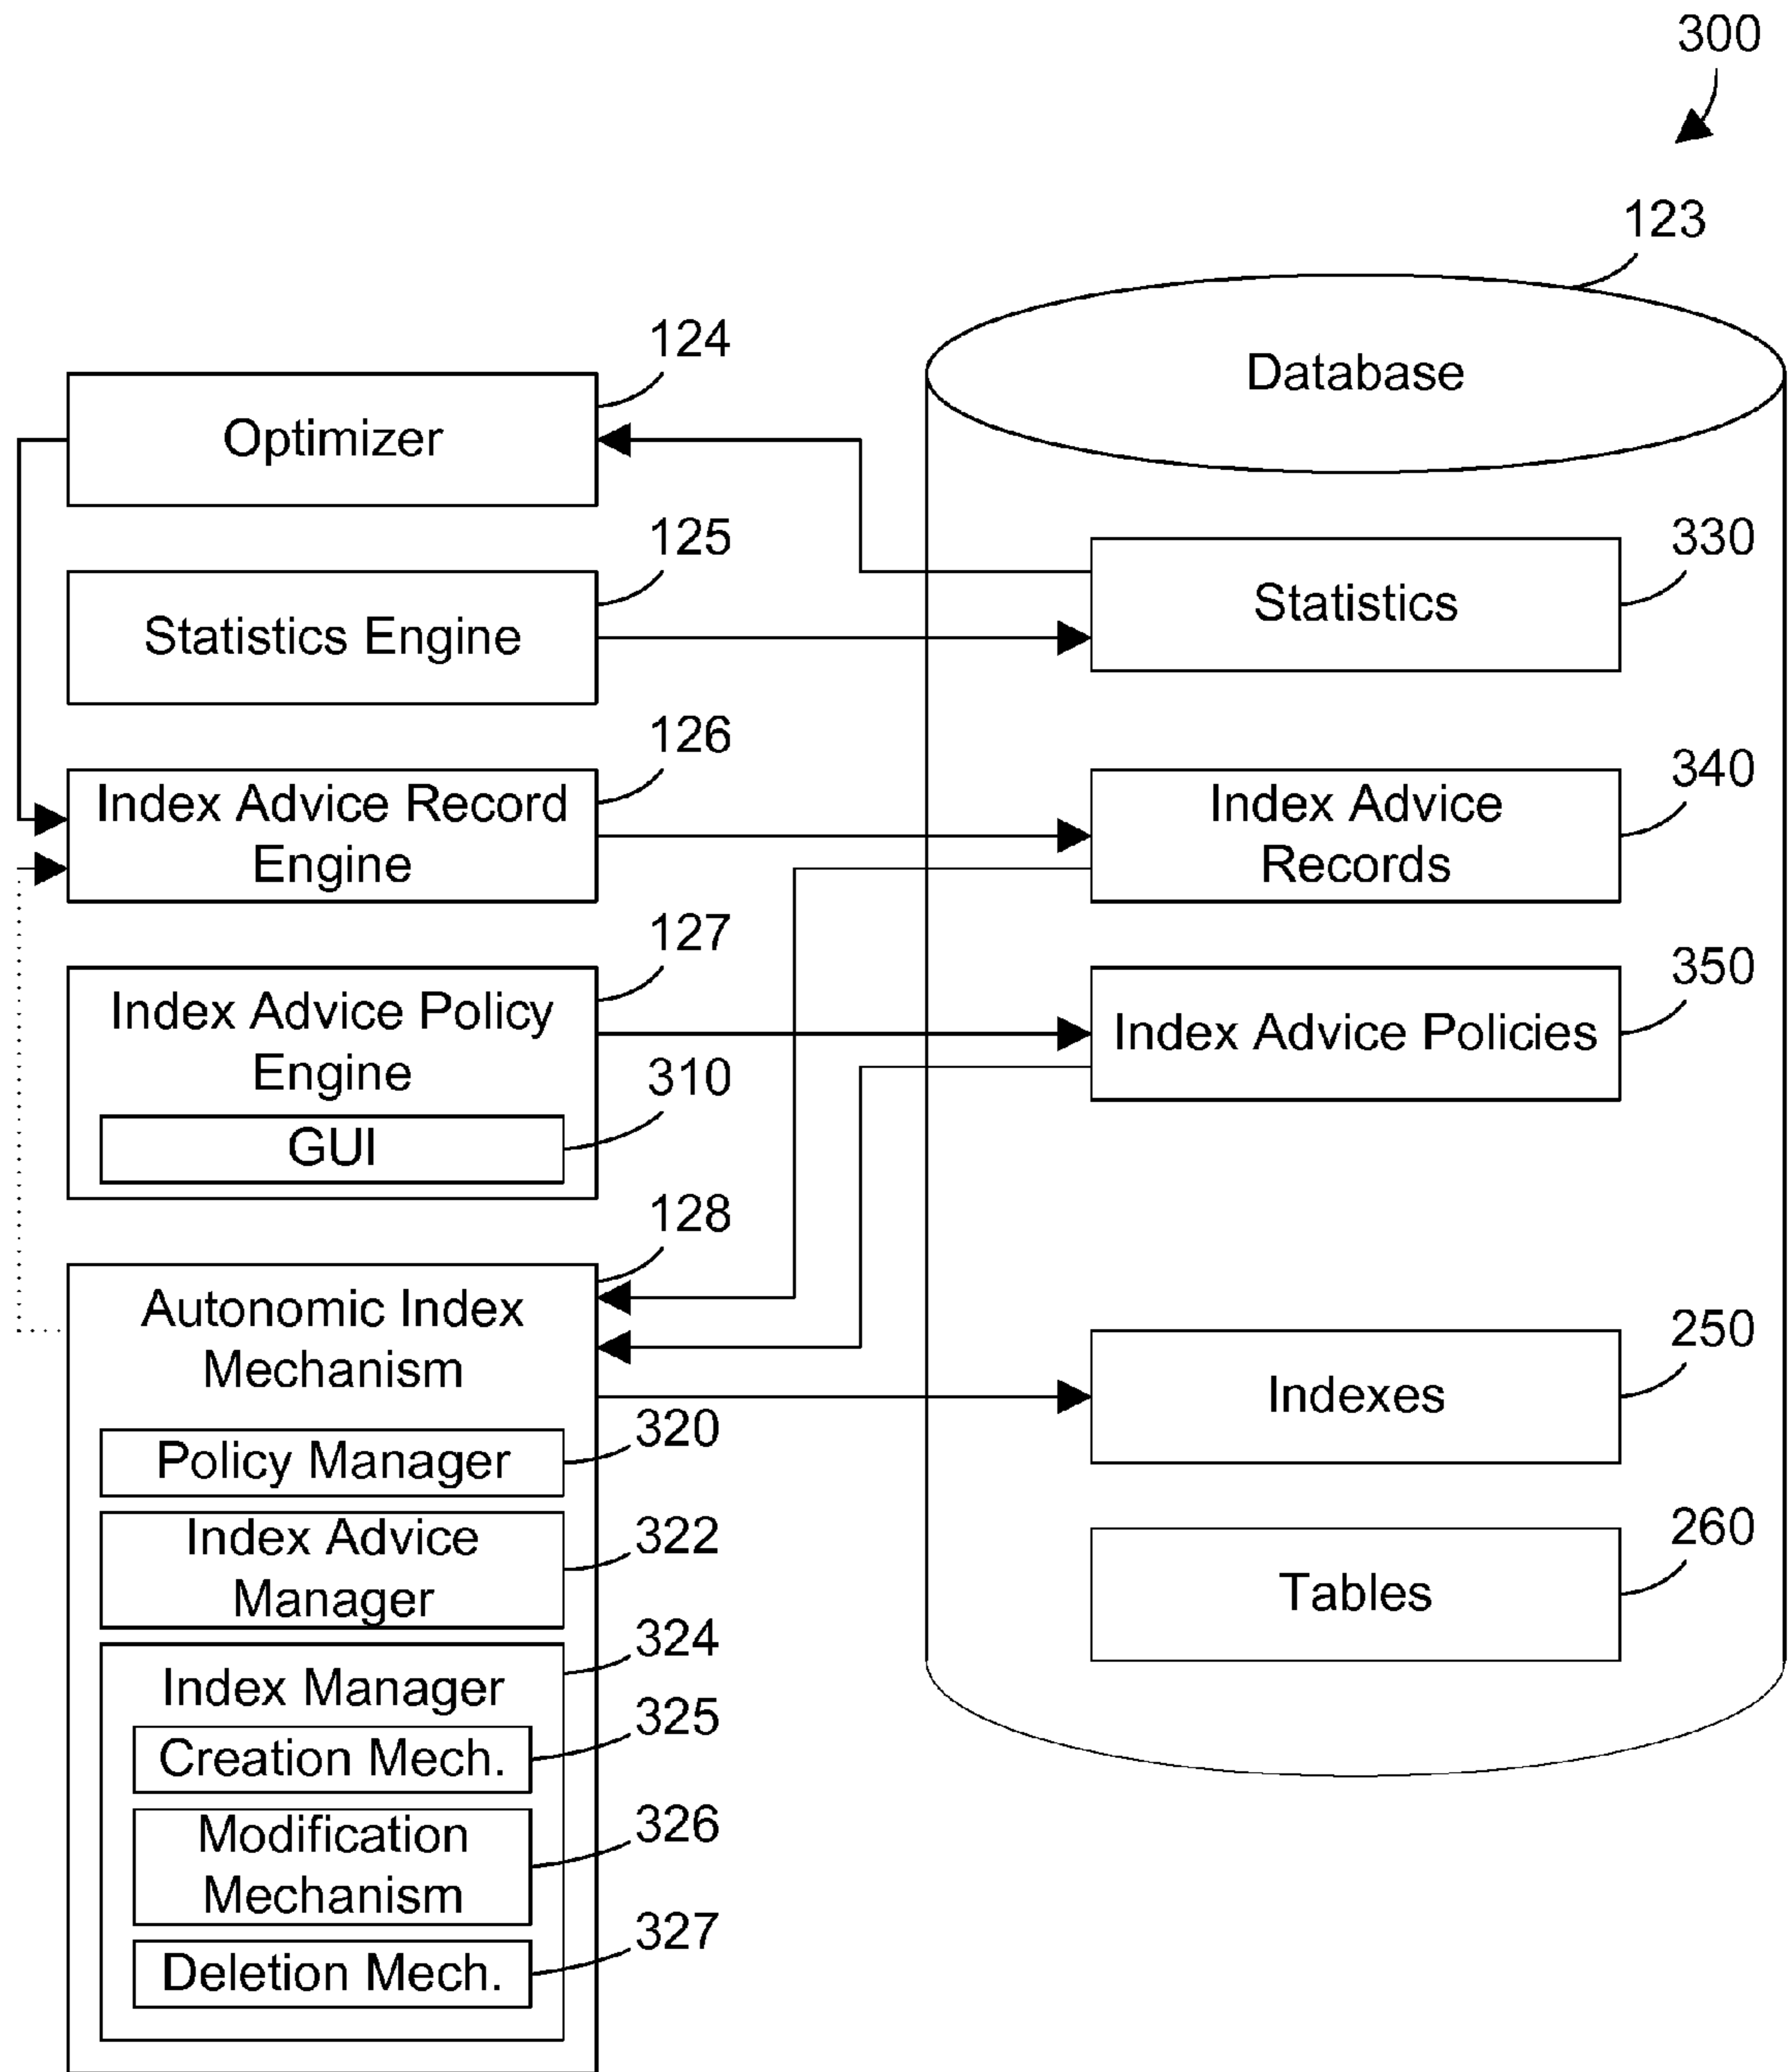 300
123
Database
124
Optimizer
330
Statistics
125
Statistics Engine
126
Index Advice Record
Engine
340
Index Advice
Records
127
Index Advice Policy
Engine
310
GUI
350
Index Advice Policies
128
Autonomic Index
Mechanism
250
Indexes
320
Policy Manager
322
Index Advice
Manager
260
Tables
324
Index Manager
325
Creation Mech.
326
Modification
Mechanism
327
Deletion Mech.